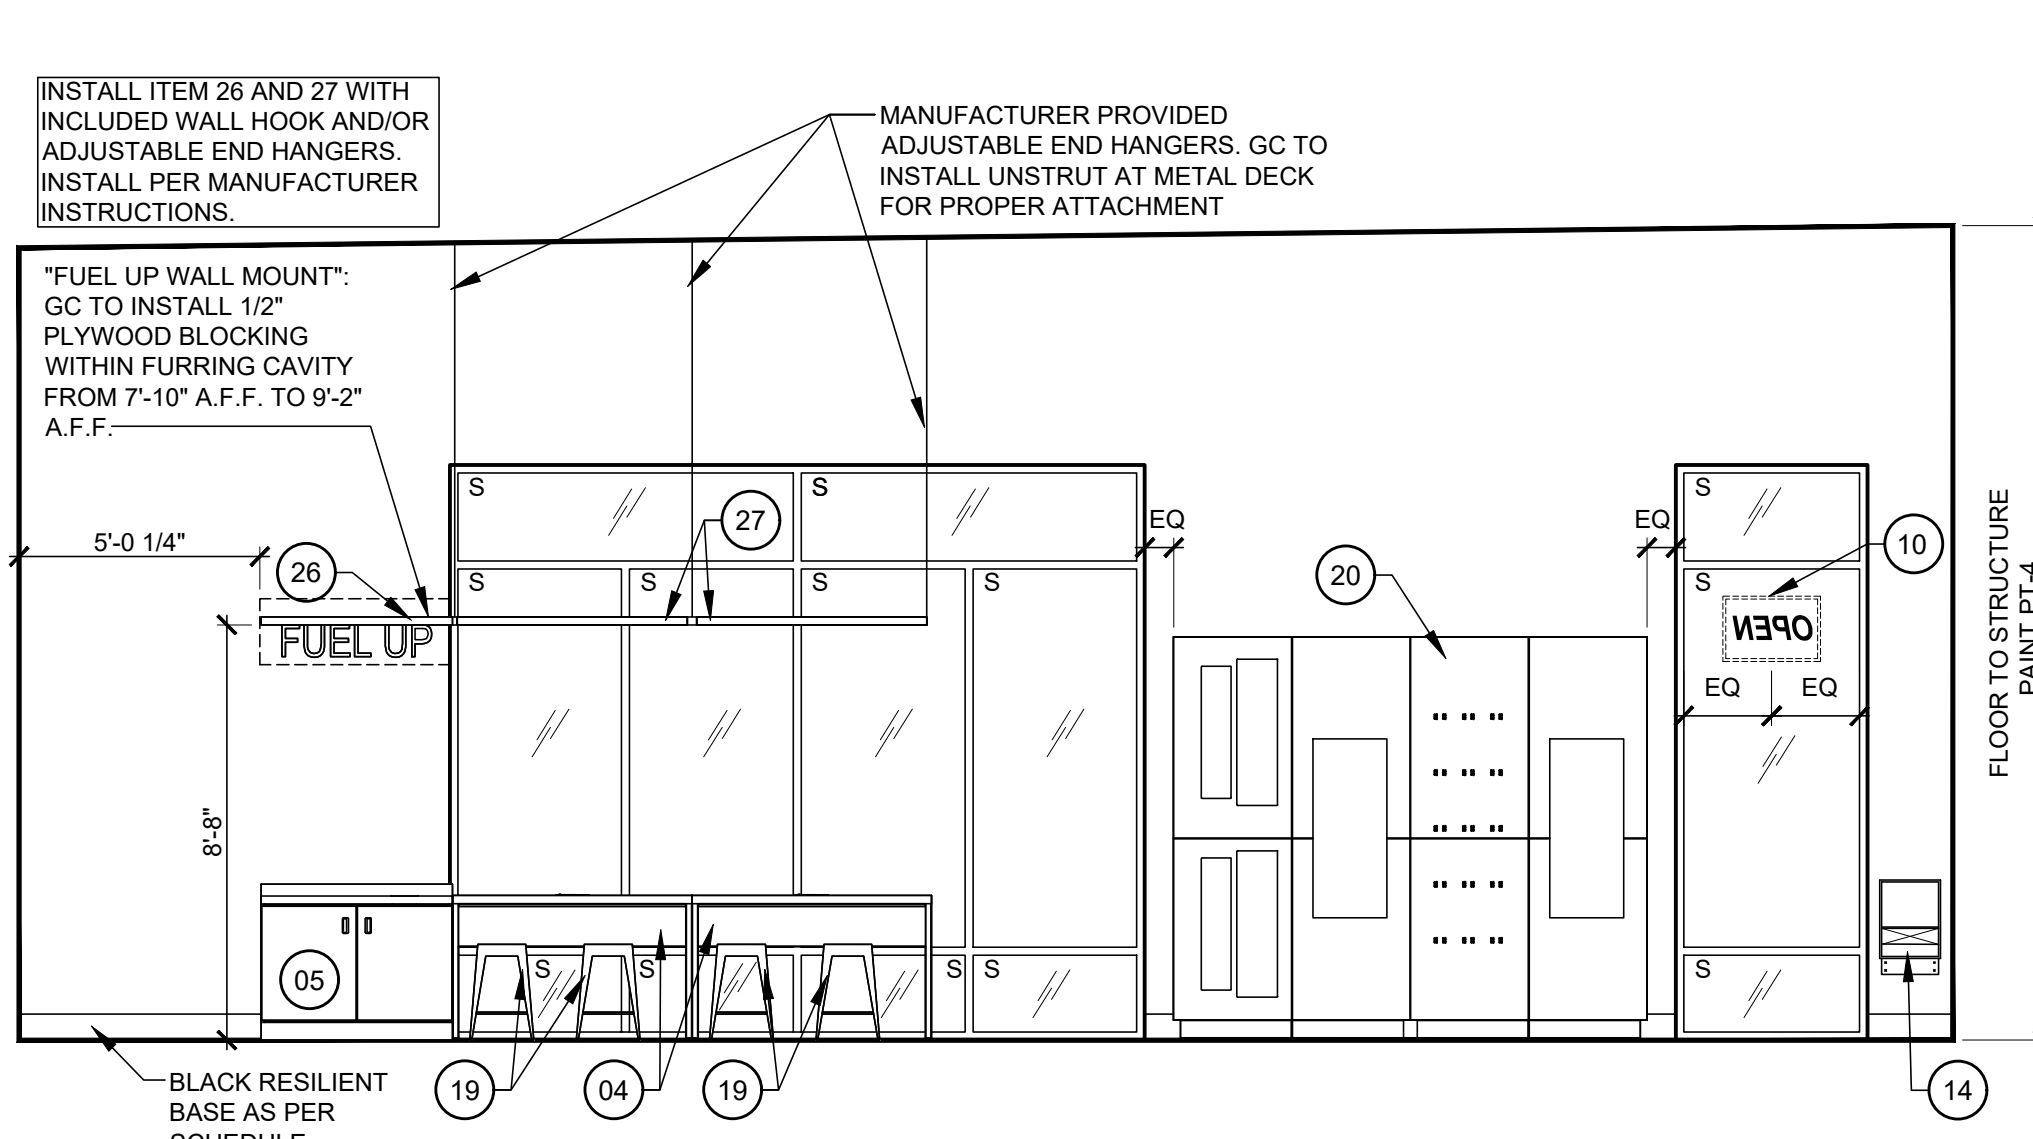 INSTALL ITEM 26 AND 27 WITH
INCLUDED WALL HOOK AND/OR
ADJUSTABLE END HANGERS.
INSTALL PER MANUFACTURER
INSTRUCTIONS.
MANUFACTURER PROVIDED
ADJUSTABLE END HANGERS. GC TO
INSTALL UNSTRUT AT METAL DECK
FOR PROPER ATTACHMENT
"FUEL UP WALL MOUNT":
GC TO INSTALL 1/2"
PLYWOOD BLOCKING
WITHIN FURRING CAVITY
FROM 7'-10" A.F.F. TO 9'-2"
A.F.F.
S
S
S
27
EQ
EQ
10
5'-0 1/4"
26
S
S
S
S
20
S
FUEL UP
OPEN
EQ
EQ
FLOOR TO STRUCTURE
PAINT PT-4
8'-8"
05
S
S
S
S
S
19
04
19
14
BLACK RESILIENT
BASE AS PER
SCHEDULE